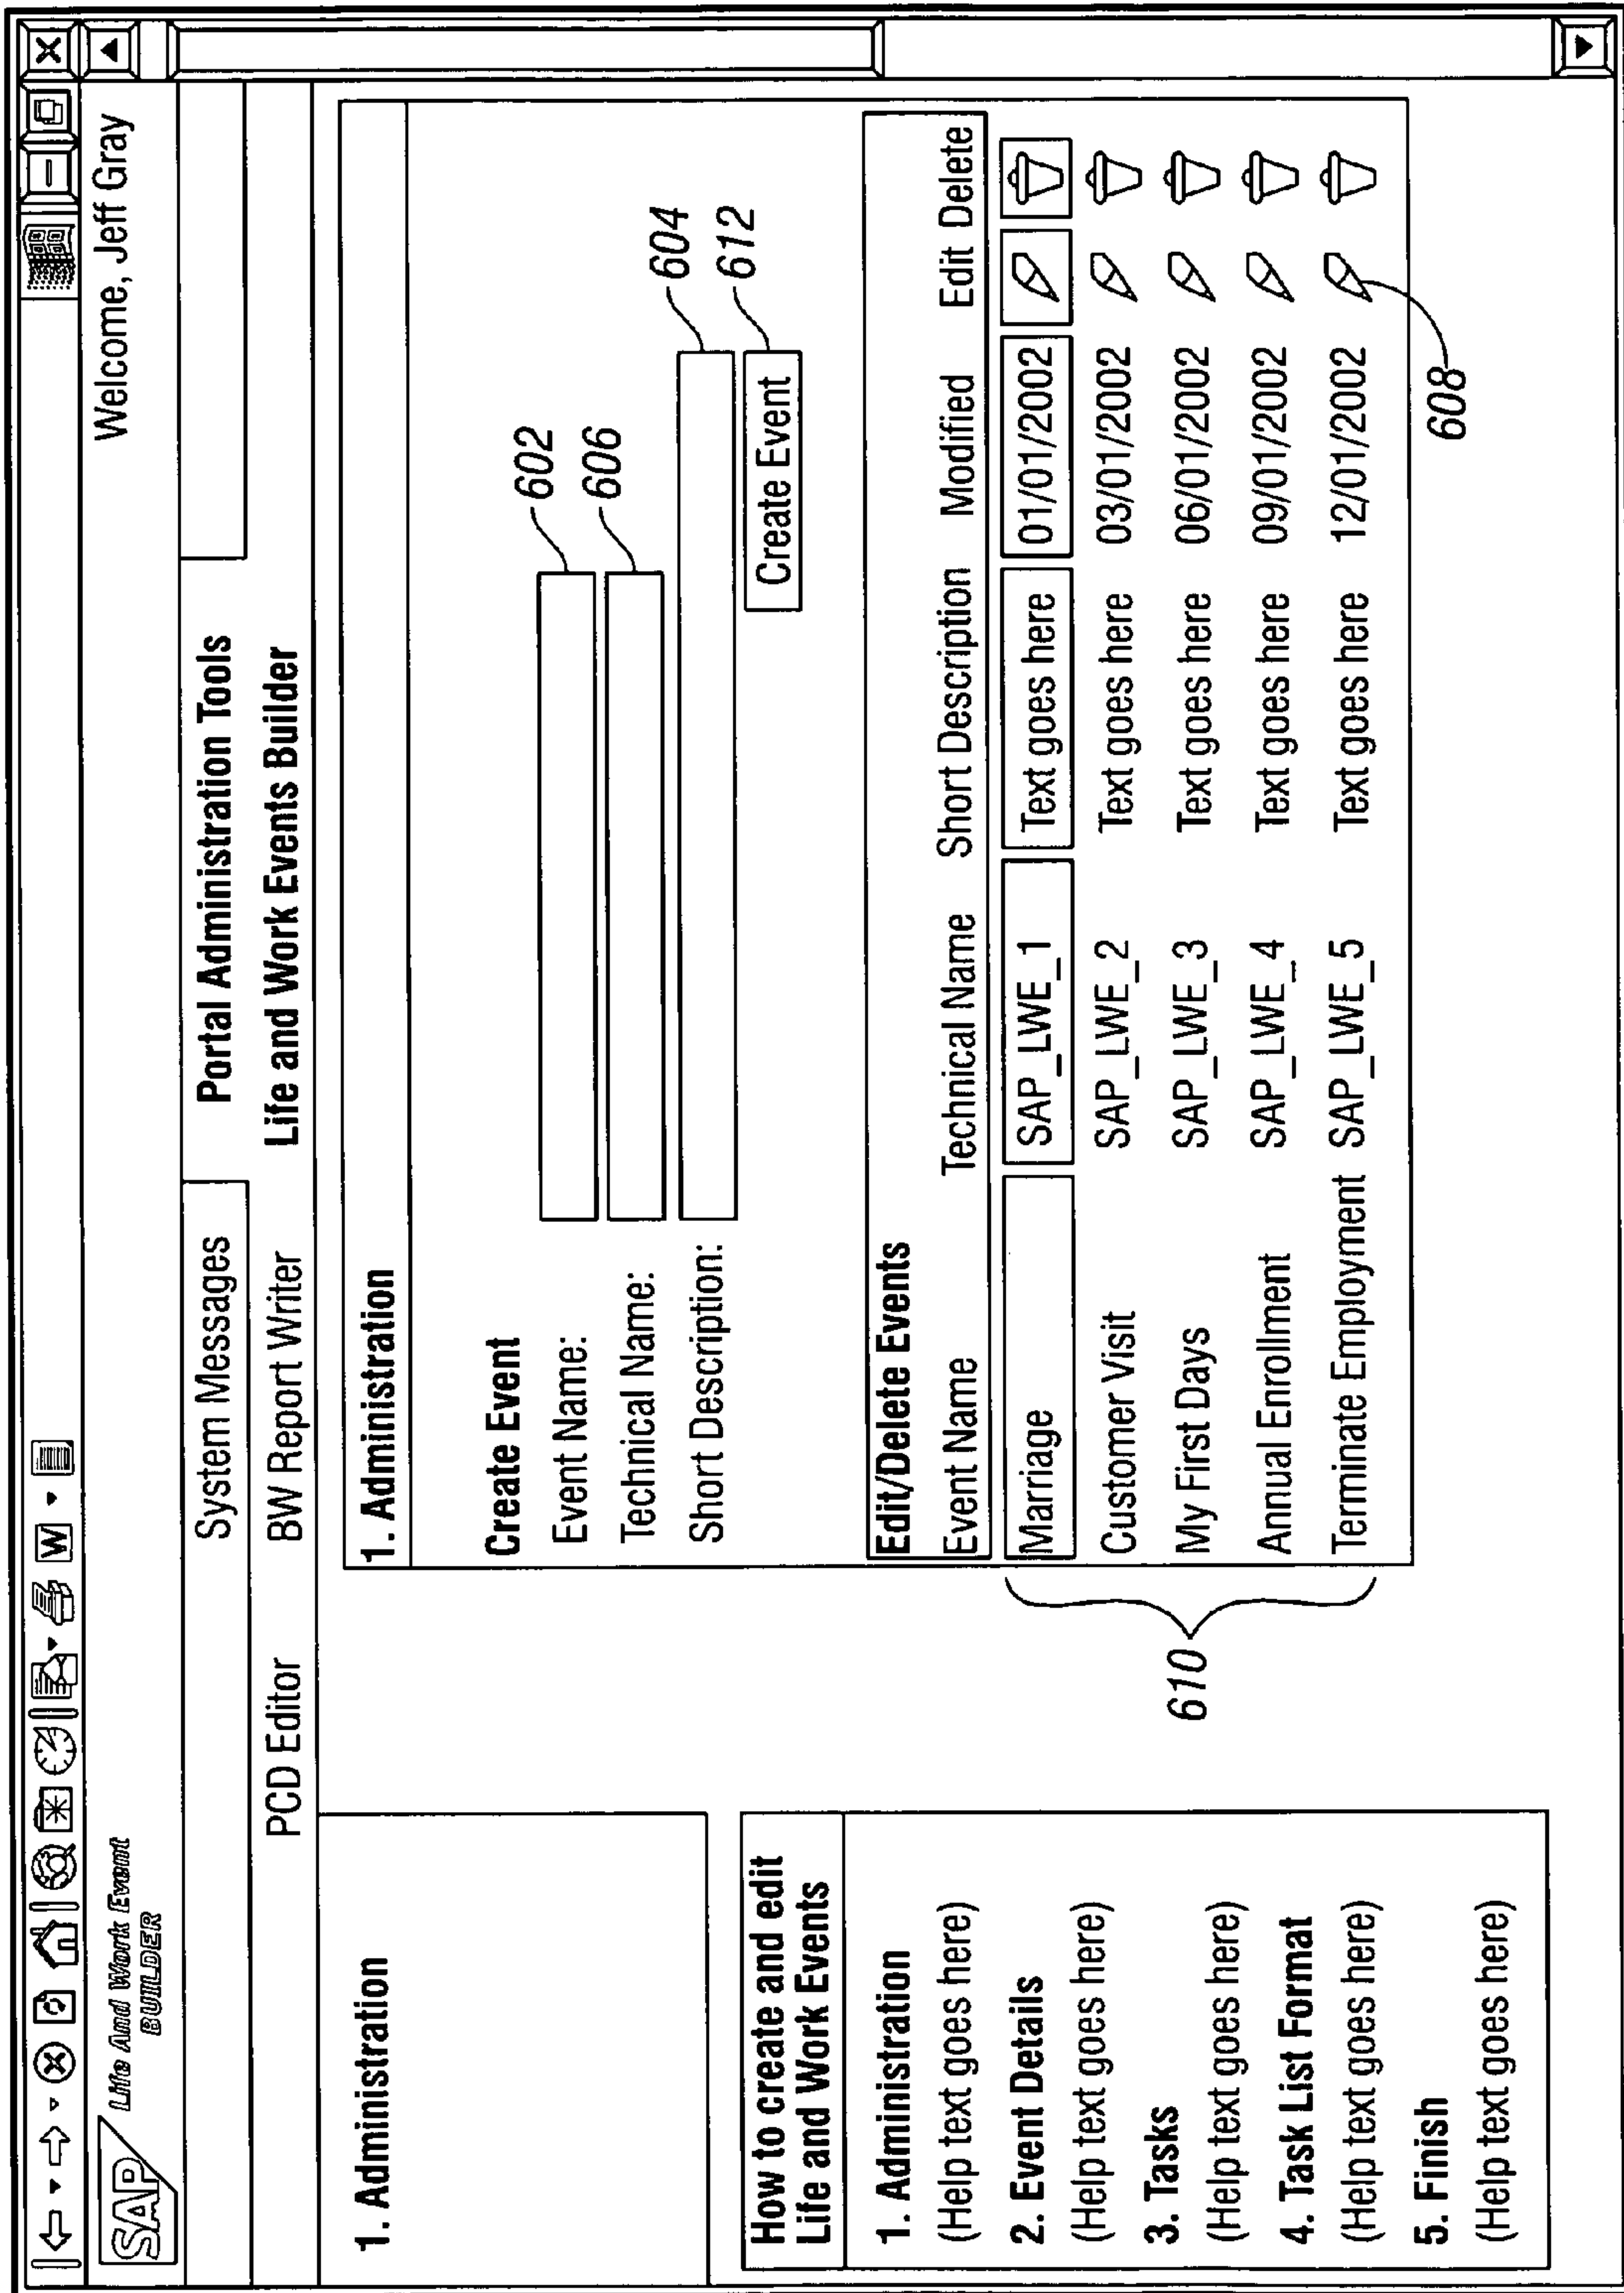 W
SAP
Life And Work Event
BUILDER
Welcome, Jeff Gray
System Messages
Portal Administration Tools
PCD Editor
BW Report Writer
Life and Work Events Builder
1. Administration
How to create and edit
Life and Work Events
1. Administration
(Help text goes here)
2. Event Details
(Help text goes here)
3. Tasks
(Help text goes here)
4. Task List Format
(Help text goes here)
5. Finish
(Help text goes here)
1. Administration
Create Event
Event Name:
602
Technical Name:
606
Short Description:
604
Create Event
612
Edit/Delete Events
Event Name Technical Name Short Description Modified Edit Delete
Marriage SAP_LWE_1 Text goes here 01/01/2002
Customer Visit SAP_LWE_2 Text goes here 03/01/2002
My First Days SAP_LWE_3 Text goes here 06/01/2002
Annual Enrollment SAP_LWE_4 Text goes here 09/01/2002
Terminate Employment SAP_LWE_5 Text goes here 12/01/2002
610
608